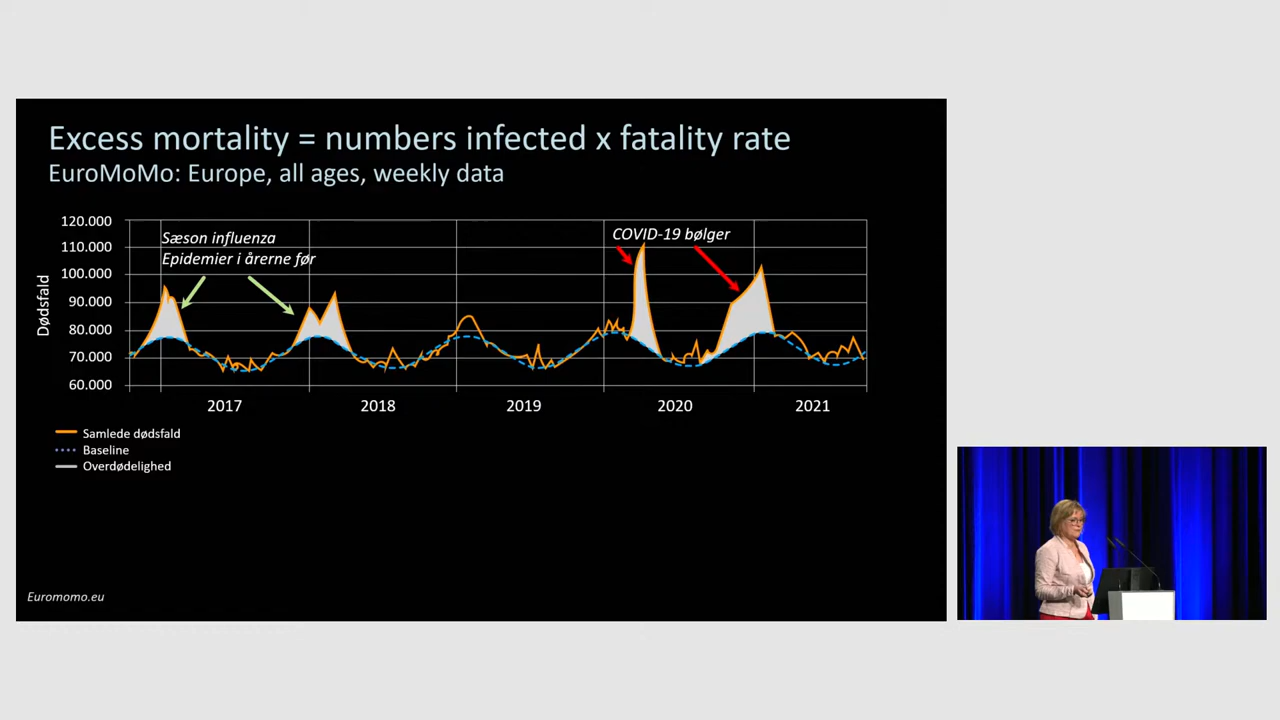 Excess mortality = numbers infected x fatality rate
EuroMoMo: Europe, all ages, weekly data
120.000
110.000
100.000
90.000
80.000
70.000
60.000
Dødsfald
Sæson influenza
Epidemier i årerne før
COVID-19 bølger
2017
2018
2019
2020
2021
Samlede dødsfald
Baseline
Overdødelighed
Euromomo.eu